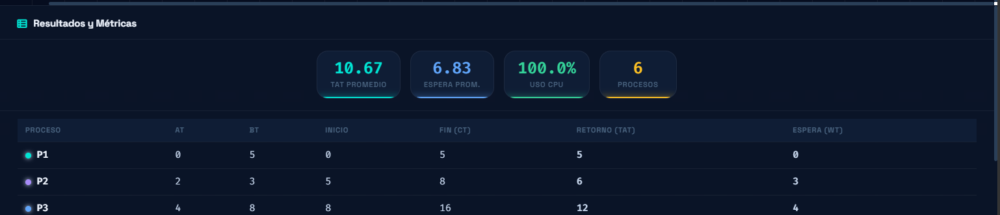 Resultados y Métricas
10.67 6.83 100.0% 6
TAT PROMEDIO ESPERA PROM. USO CPU PROCESOS
PROCESO AT BT INICIO FIN (CT) RETORNO (TAT) ESPERA (WT)
P1 0 5 0 5 5 0
P2 2 3 5 8 6 3
P3 4 8 8 16 12 4